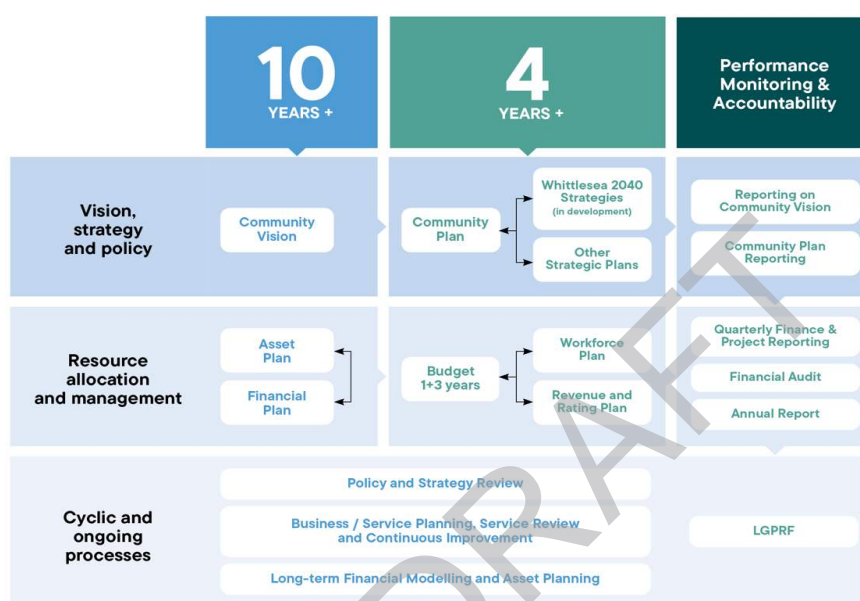 10
YEARS +
4
YEARS +
Performance
Monitoring &
Accountability
Vision,
strategy
and policy
Community
Vision
Community
Plan
Whittlesea 2040
Strategies
(in development)
Other
Strategic Plans
Reporting on
Community Vision
Community Plan
Reporting
Resource
allocation
and management
Asset
Plan
Financial
Plan
Budget
1+3 years
Workforce
Plan
Revenue and
Rating Plan
Quarterly Finance &
Project Reporting
Financial Audit
Annual Report
Cyclic and
ongoing
processes
Policy and Strategy Review
Business / Service Planning, Service Review
and Continuous Improvement
Long-term Financial Modelling and Asset Planning
LGPRF
DRAFT